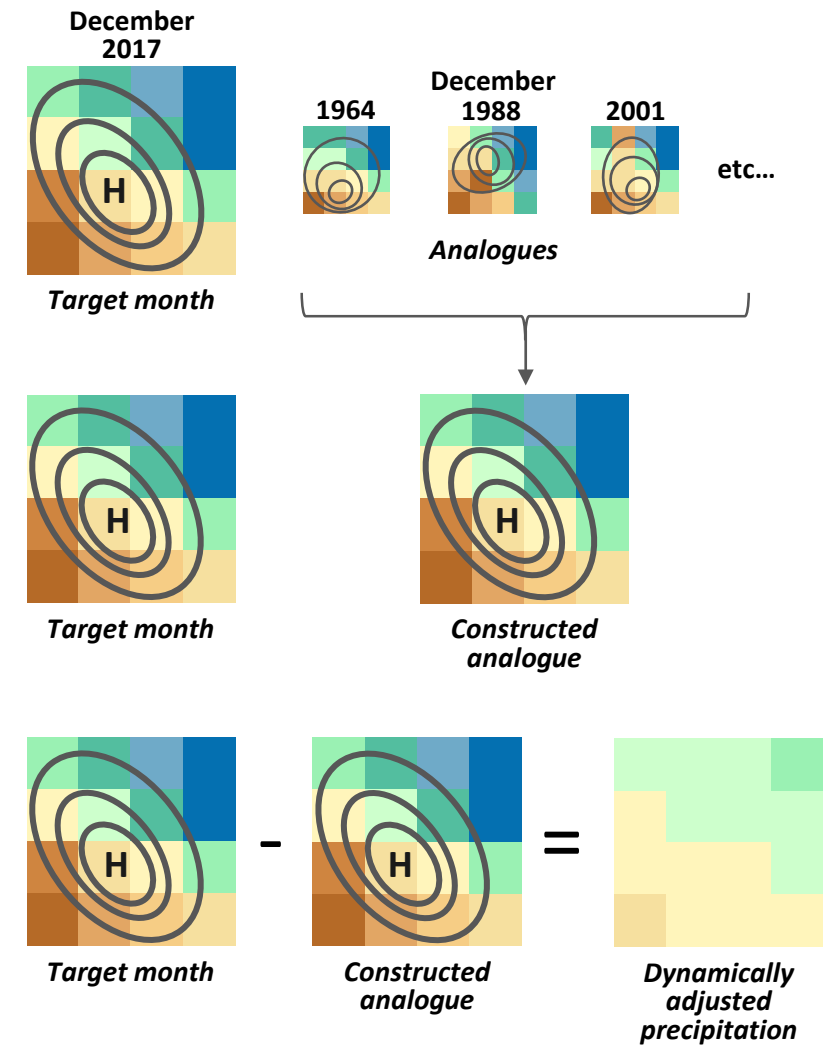 December
2017
H
Target month
December
1964
1988
2001
etc...
Analogues
Target month
H
Constructed
analogue
H
Target month
H
-
Constructed
analogue
H
=
Dynamically
adjusted
precipitation